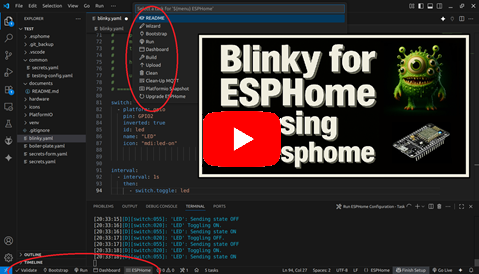 File Edit Selection View Go Run
Select a task for '$(menu) ESPHome'
README
Wizard
Bootstrap
Run
Dashboard
Build
Upload
Clean
Clean-Up MQTT
Platformio Snapshot
Upgrade ESPHome
EXPLORER
TEST
.esphome
.git_backup
.vscode
common
secrets.yaml
testing-config.yaml
documents
README.md
hardware
icons
PlatformIO
venv
.gitignore
blinky.yaml
boiler-plate.yaml
secrets-form.yaml
secrets.yaml
OUTLINE
TIMELINE
blinky.yaml
blinky.yaml
71 #
switch:
pin: GPIO2
inverted: true
id: led
name: "LED"
icon: "mdi:led-on"
interval:
- interval: 1s
then:
94 - switch.toggle: led
Blinky for
ESPHome
sing
sphome
PROBLEMS OUTPUT DEBUG CONSOLE TERMINAL PORTS
Run ESPHome Configuration - Task
[20:33:15][D][switch:055]: 'LED': Sending state OFF
[20:33:16][D][switch:020]: 'LED' Toggling ON.
[20:33:16][D][switch:055]: 'LED': Sending state ON
[20:33:17][D][switch:020]: 'LED' Toggling OFF.
[20:33:17][D][switch:055]: 'LED': Sending state OFF
[20:33:18][D][switch:020]: 'LED' Toggling ON.
[20:33:18][D][switch:055]: 'LED': Sending state ON
Validate Bootstrap Run Dashboard ESPHome 5 tasks Ln 94, Col 27 Spaces: 2 UTF-8 LF ESPHome Finish Setup Go Live